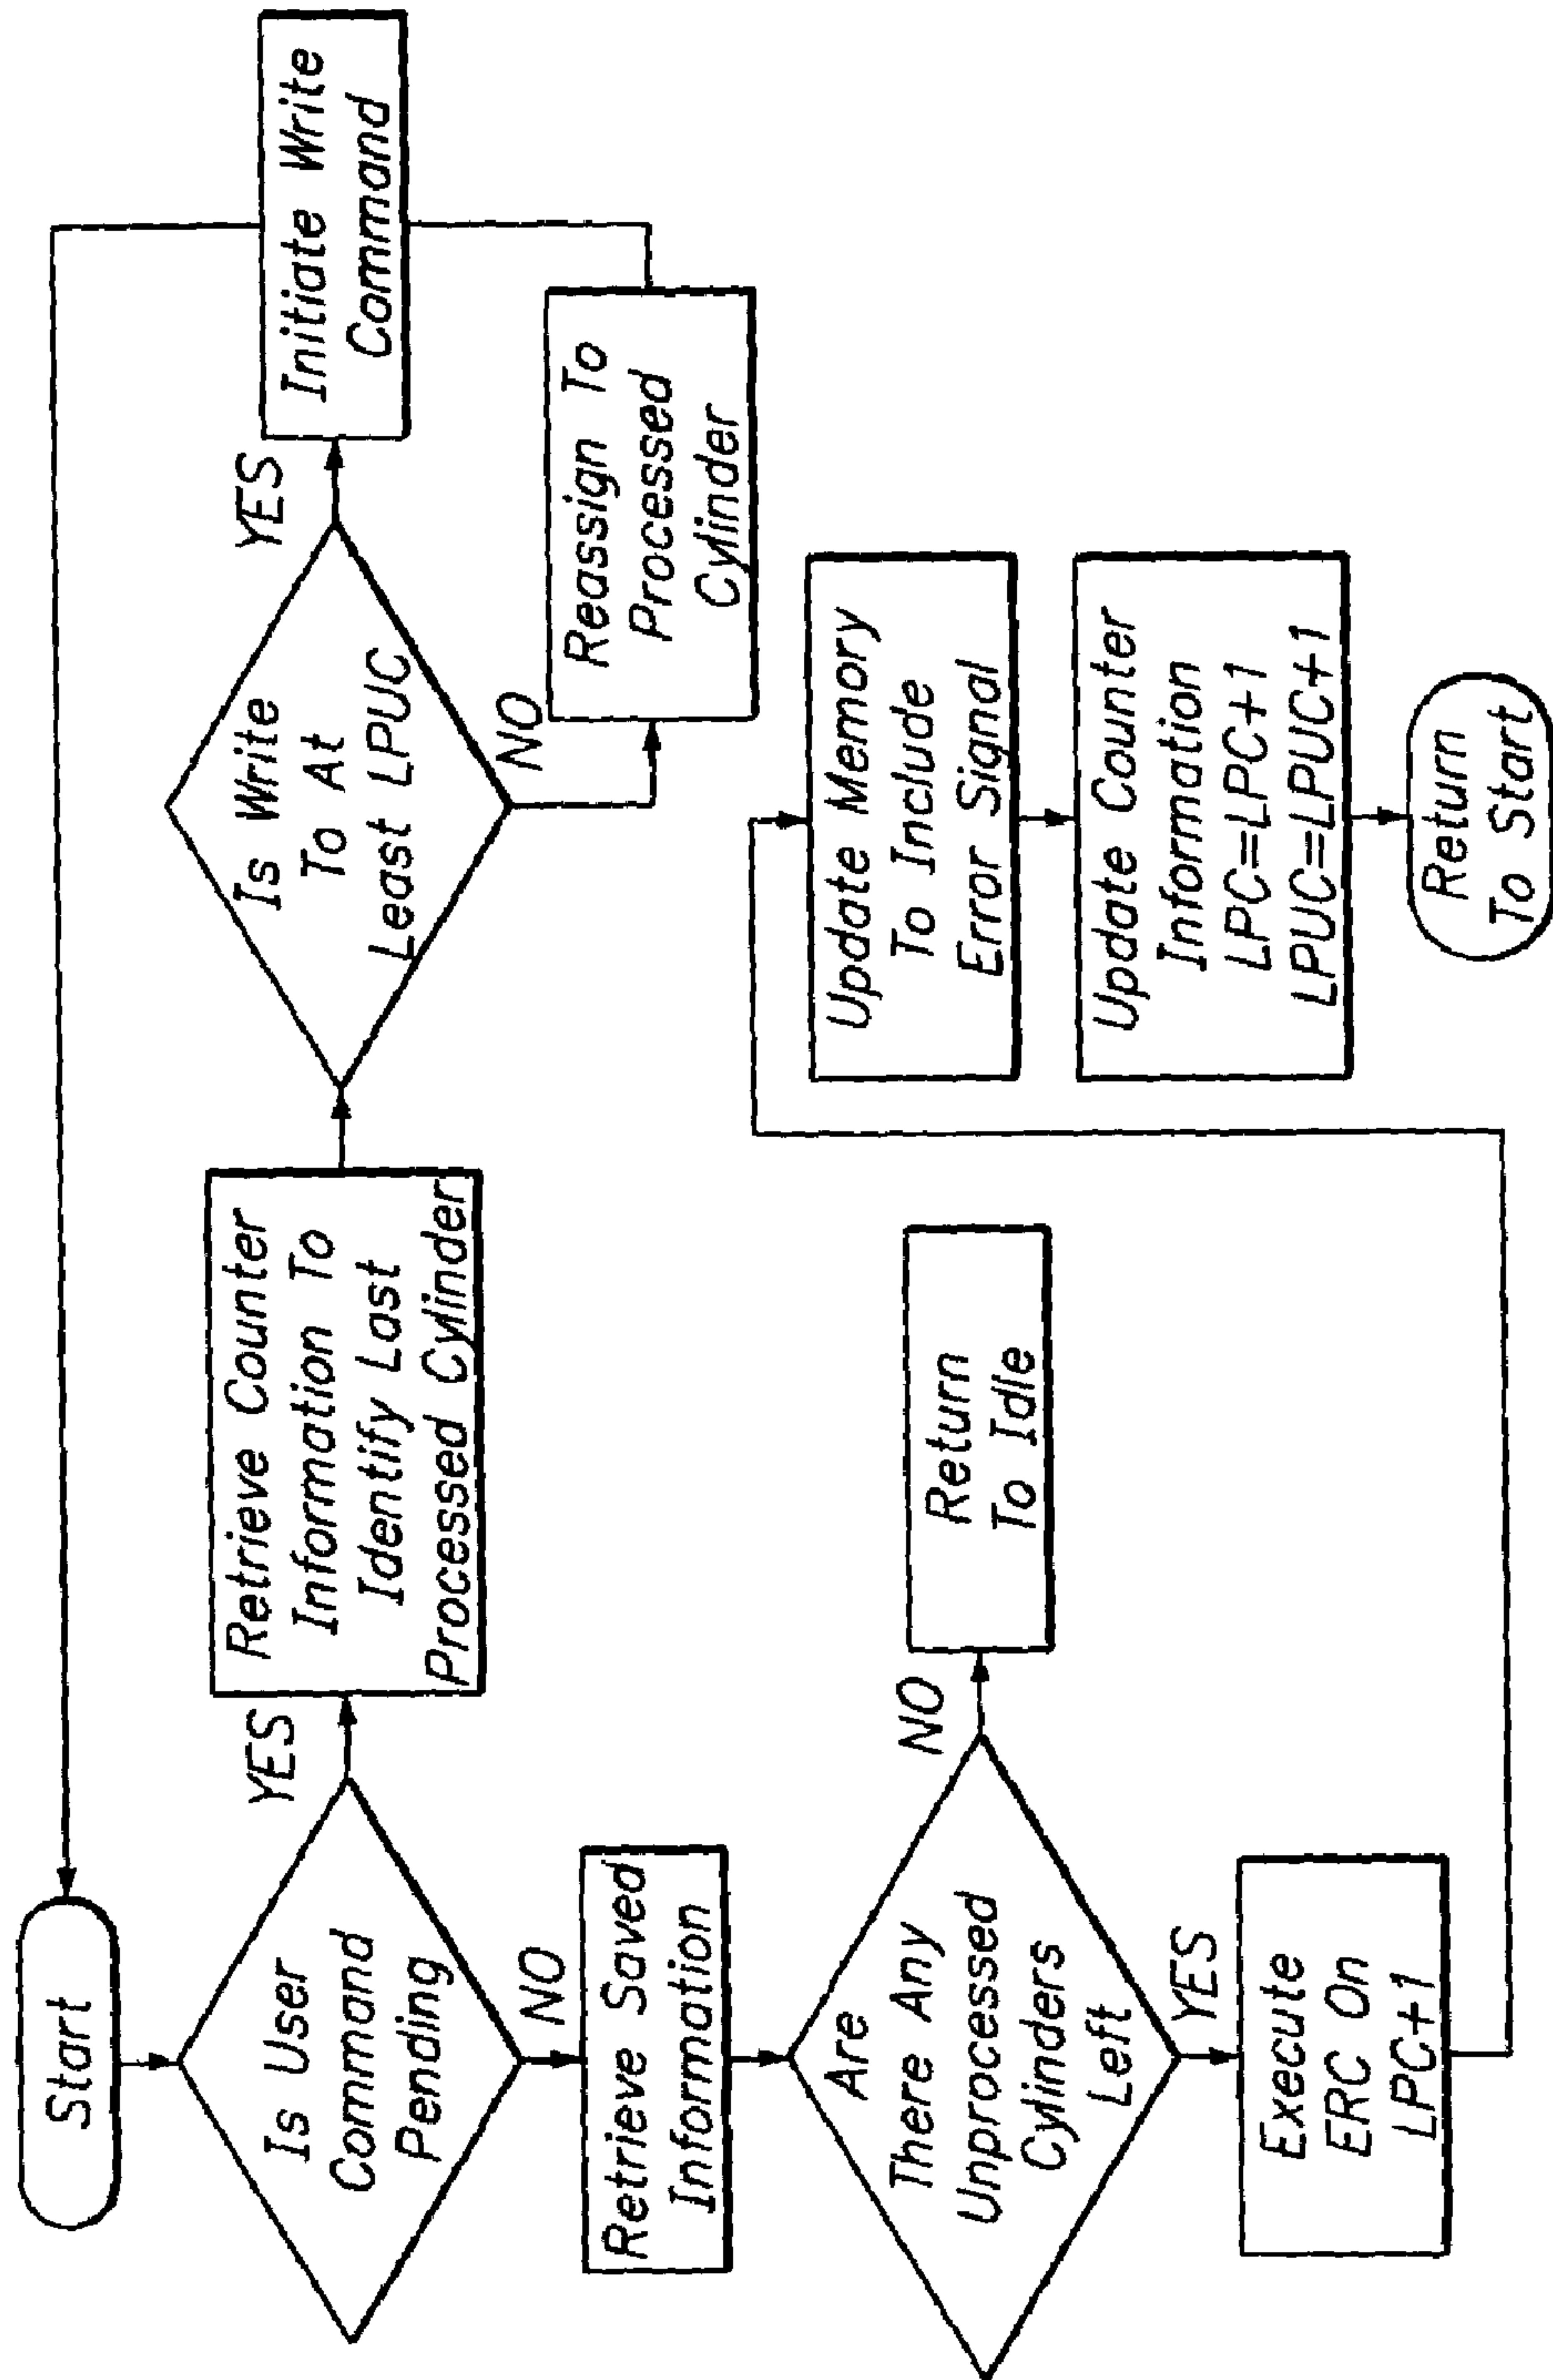 Start
Is User
Command
Pending
YES
Retrieve Counter
Information To
Identify Last
Processed Cylinder
Is Write
To At
Least LPUC
YES
Initiate Write
Command
NO
Reassign To
Processed
Cylinder
NO
Retrieve Saved
Information
Are
There Any
Unprocessed
Cylinders
Left
NO
Return
To Idle
YES
Execute
ERC On
LPC+1
Update Memory
To Include
Error Signal
Update Counter
Information
LPC=LPC+1
LPUC=LPUC+1
Return
To Start